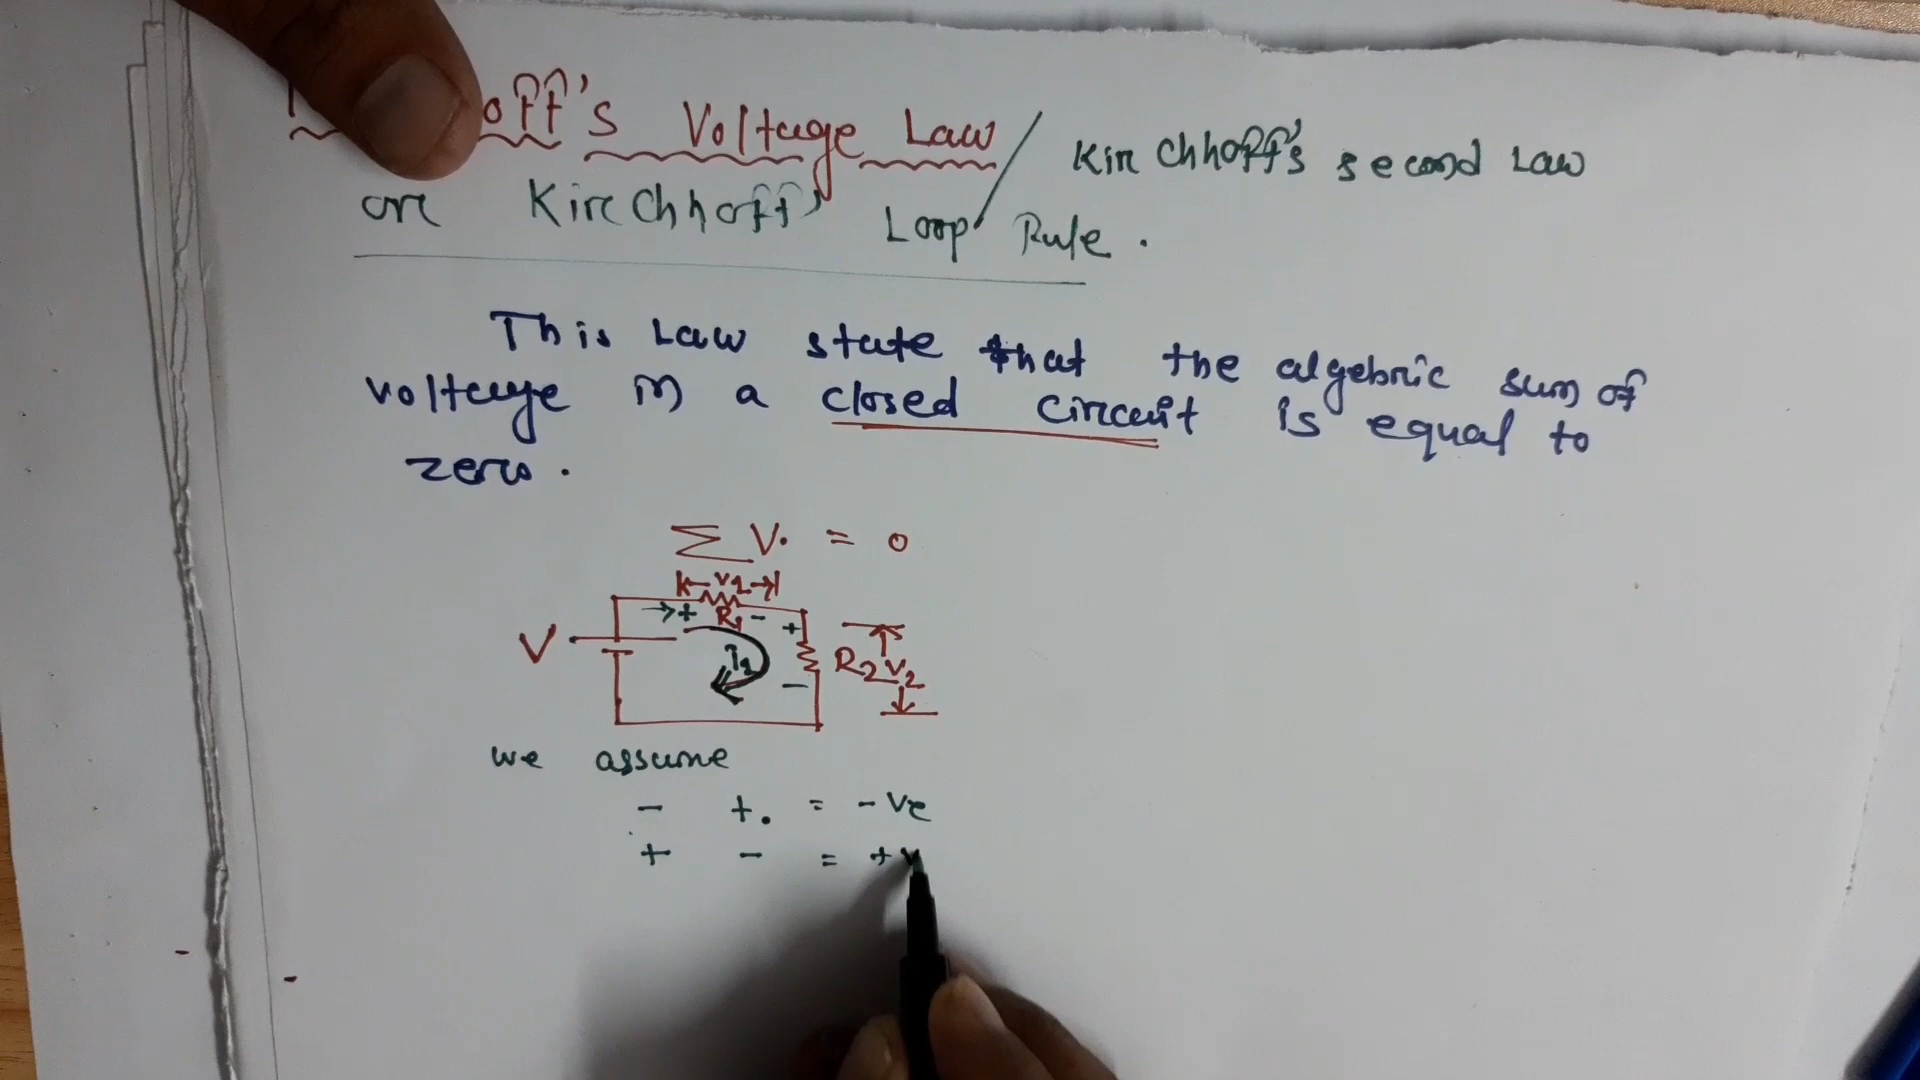 off's Voltage Law / Kirchhoff's second Law
or Kirchhoff' Loop Rule.
This Law state that the algebric sum of
voltage in a closed circuit is equal to
zero.
Σ V. = 0
V1
+ R1 -
+
V
I1
R2 V2
-
we assume
- +. = -ve
+ - = +v